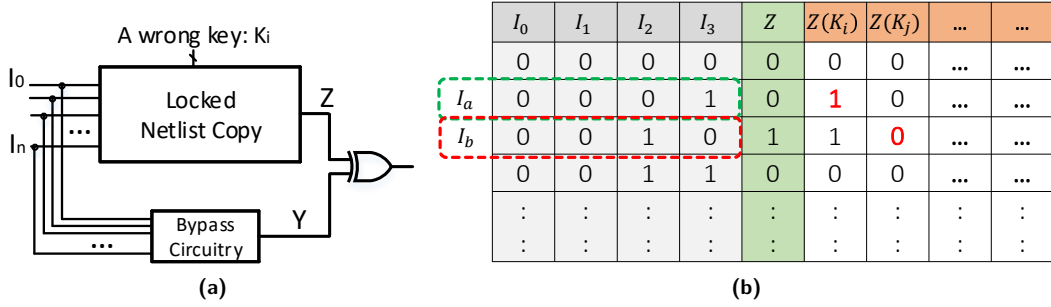 A wrong key: Ki
I0
In
...
Locked
Netlist Copy
Z
Bypass
Circuitry
...
Y
(a)
I0 I1 I2 I3 Z Z(Ki) Z(Kj) ... ...
0 0 0 0 0 0 0 ... ...
Ia 0 0 0 1 0 1 0 ... ...
Ib 0 0 1 0 1 1 0 ... ...
0 0 1 1 0 0 0 ... ...
: : : : : : : : :
: : : : : : : : :
(b)